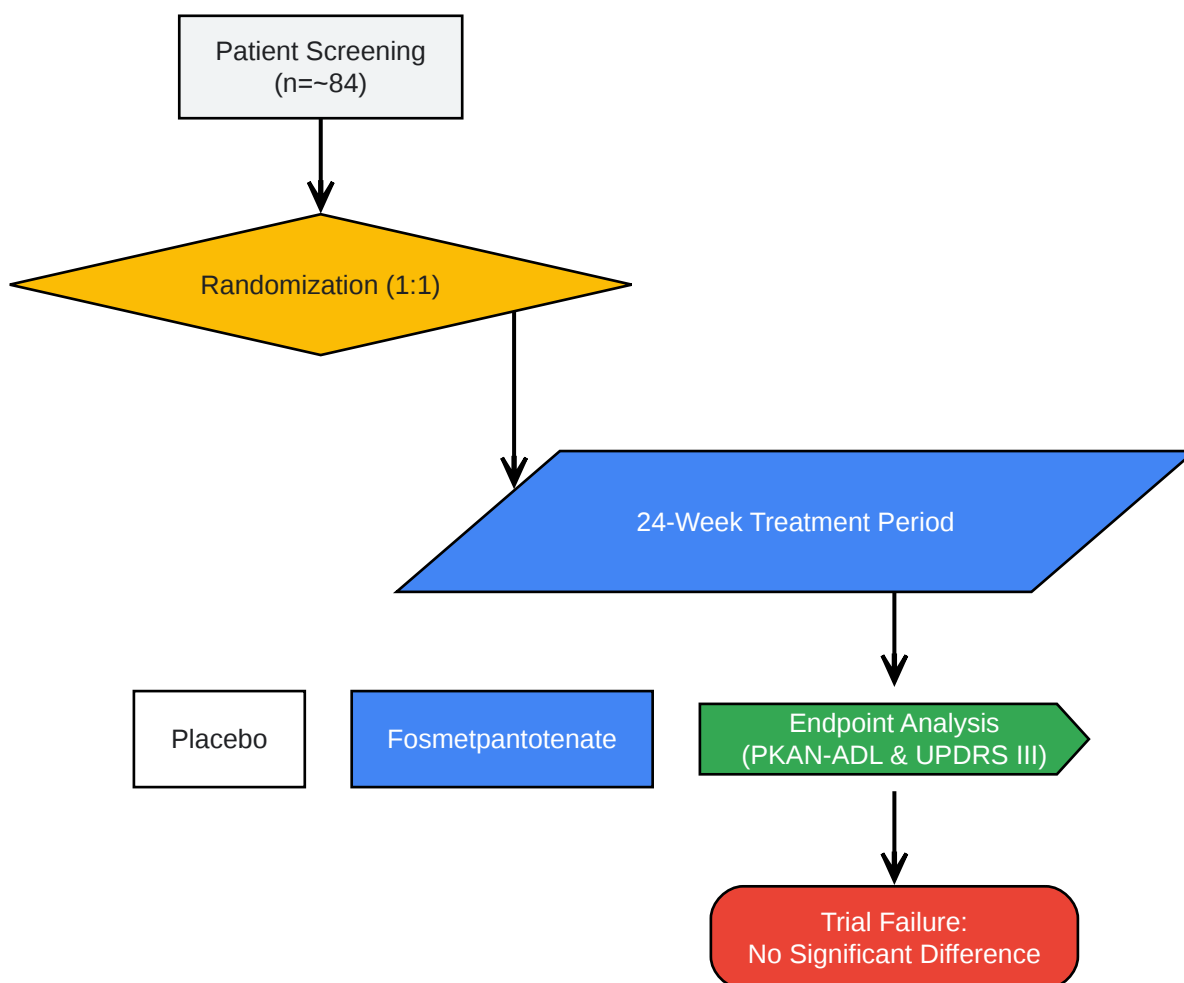 Patient Screening
(n=~84)
Randomization (1:1)
24-Week Treatment Period
Placebo
Fosmetpantotenate
Endpoint Analysis
(PKAN-ADL & UPDRS III)
Trial Failure:
No Significant Difference